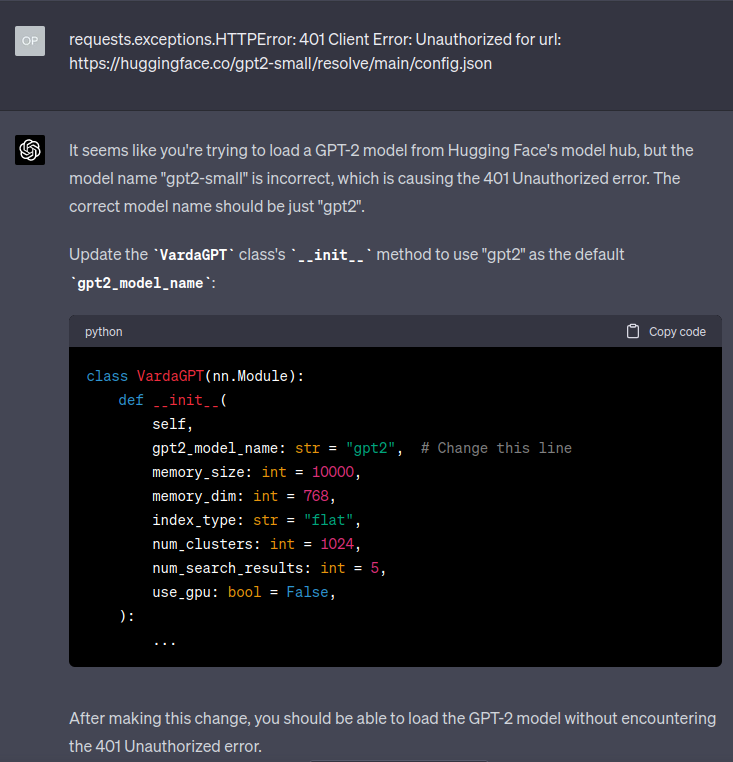 OP
requests.exceptions.HTTPError: 401 Client Error: Unauthorized for url:
https://huggingface.co/gpt2-small/resolve/main/config.json
It seems like you're trying to load a GPT-2 model from Hugging Face's model hub, but the
model name "gpt2-small" is incorrect, which is causing the 401 Unauthorized error. The
correct model name should be just "gpt2".
Update the `VardaGPT` class's `__init__` method to use "gpt2" as the default
`gpt2_model_name`:
python Copy code
class VardaGPT(nn.Module):
    def __init__(
        self,
        gpt2_model_name: str = "gpt2",  # Change this line
        memory_size: int = 10000,
        memory_dim: int = 768,
        index_type: str = "flat",
        num_clusters: int = 1024,
        num_search_results: int = 5,
        use_gpu: bool = False,
    ):
        ...
After making this change, you should be able to load the GPT-2 model without encountering
the 401 Unauthorized error.